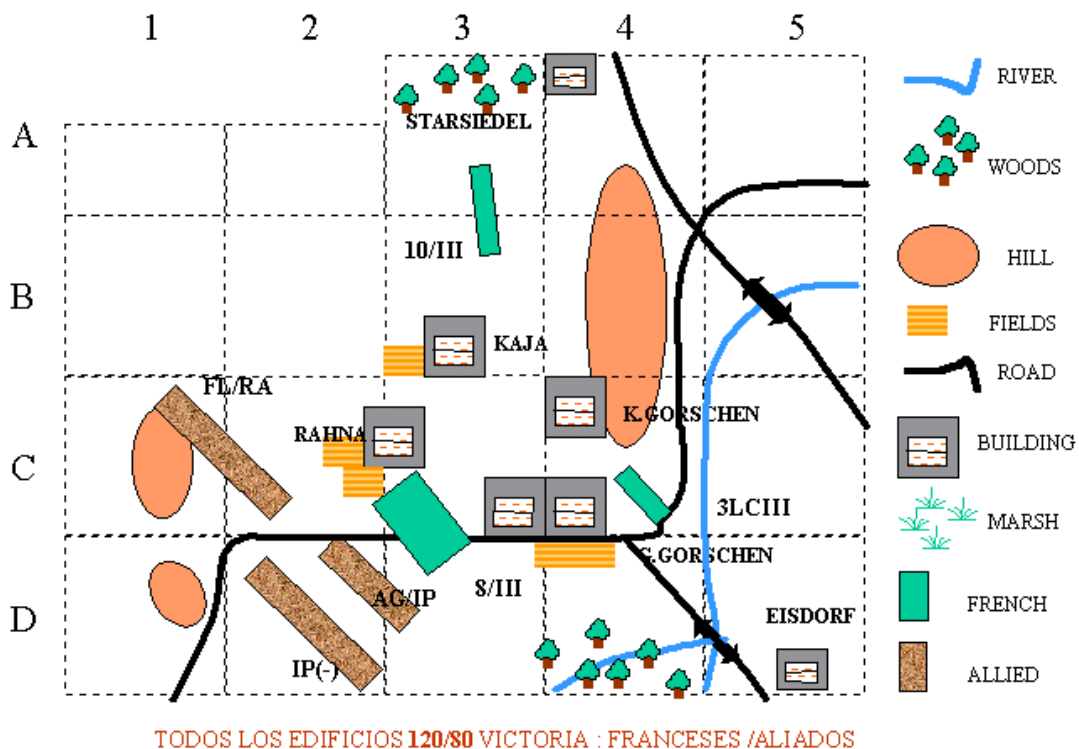 1 2 3 4 5
RIVER
A
STARSIEDEL
WOODS
10/III
HILL
B
FIELDS
KAJA
ROAD
FL/RA
K.GORSCHEN
RAHNA
BUILDING
C
3LCIII
MARSH
G.GORSCHEN
8/III
AG/IP
FRENCH
D
EISDORF
IP(-)
ALLIED
TODOS LOS EDIFICIOS 120/80 VICTORIA : FRANCESES /ALIADOS